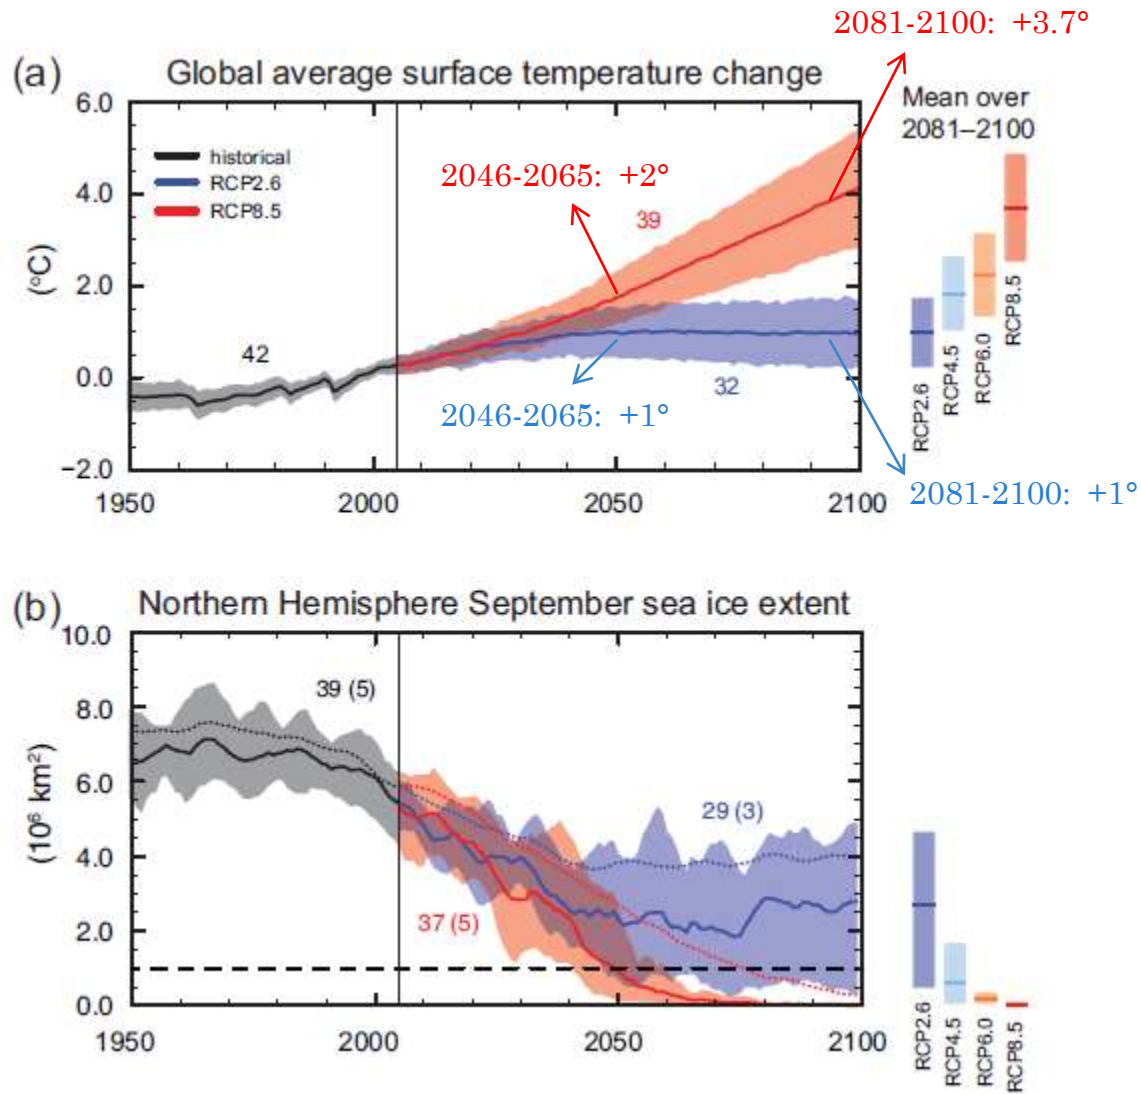 2081-2100: +3.7°
(a) Global average surface temperature change
Mean over
2081–2100
6.0
4.0
2.0
0.0
−2.0
(°C)
historical
RCP2.6
RCP8.5
2046-2065: +2°
39
42
32
2046-2065: +1°
2081-2100: +1°
1950 2000 2050 2100
RCP2.6
RCP4.5
RCP6.0
RCP8.5
(b) Northern Hemisphere September sea ice extent
10.0
8.0
6.0
4.0
2.0
0.0
(10⁶ km²)
39 (5)
29 (3)
37 (5)
1950 2000 2050 2100
RCP2.6
RCP4.5
RCP6.0
RCP8.5